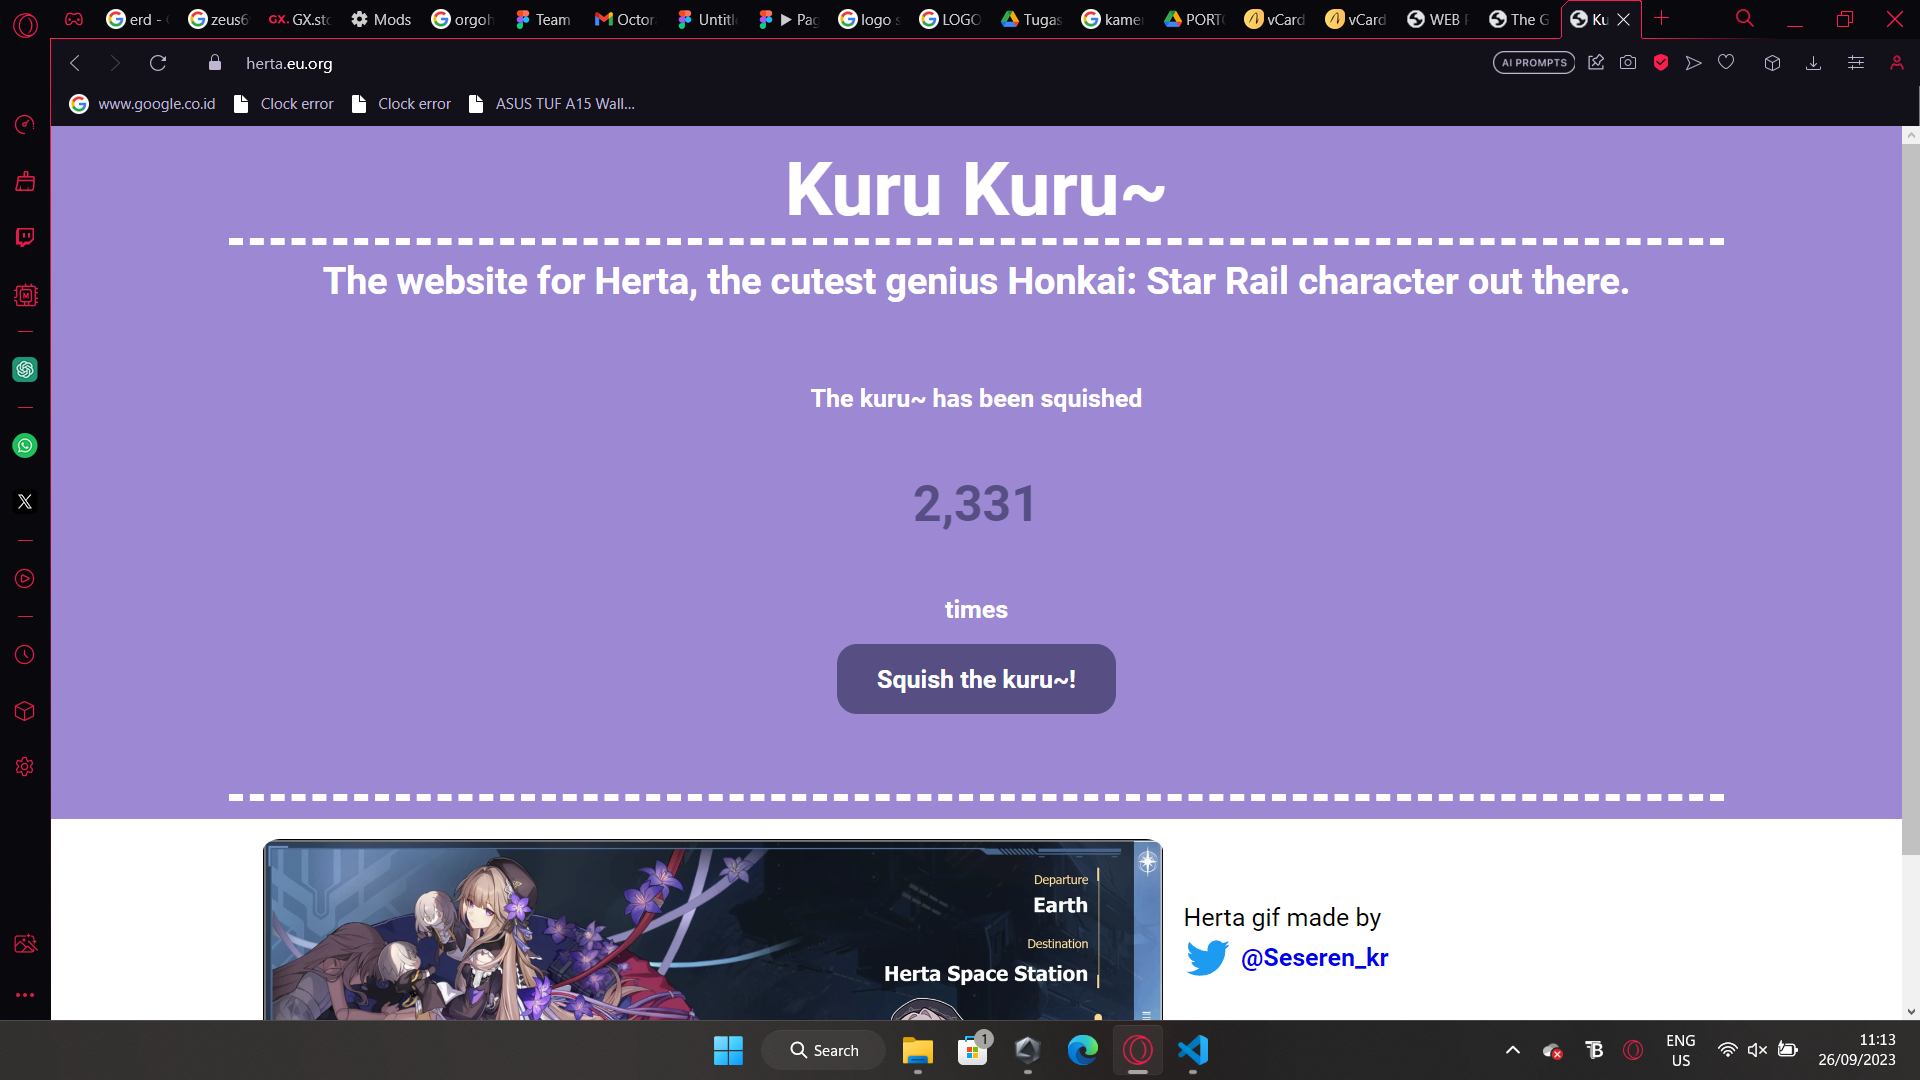 erd -
zeus6
GX.sto
Mods
orgoh
Team
Octor
Untitl
Pag
logo s
LOGO
Tugas
kamer
PORT
vCard
vCard
WEB
The G
Ku
herta.eu.org
AI PROMPTS
www.google.co.id
Clock error
Clock error
ASUS TUF A15 Wall...
Kuru Kuru~
The website for Herta, the cutest genius Honkai: Star Rail character out there.
The kuru~ has been squished
2,331
times
Squish the kuru~!
Departure
Earth
Destination
Herta Space Station
Herta gif made by
@Seseren_kr
Search
1
ENG
US
11:13
26/09/2023